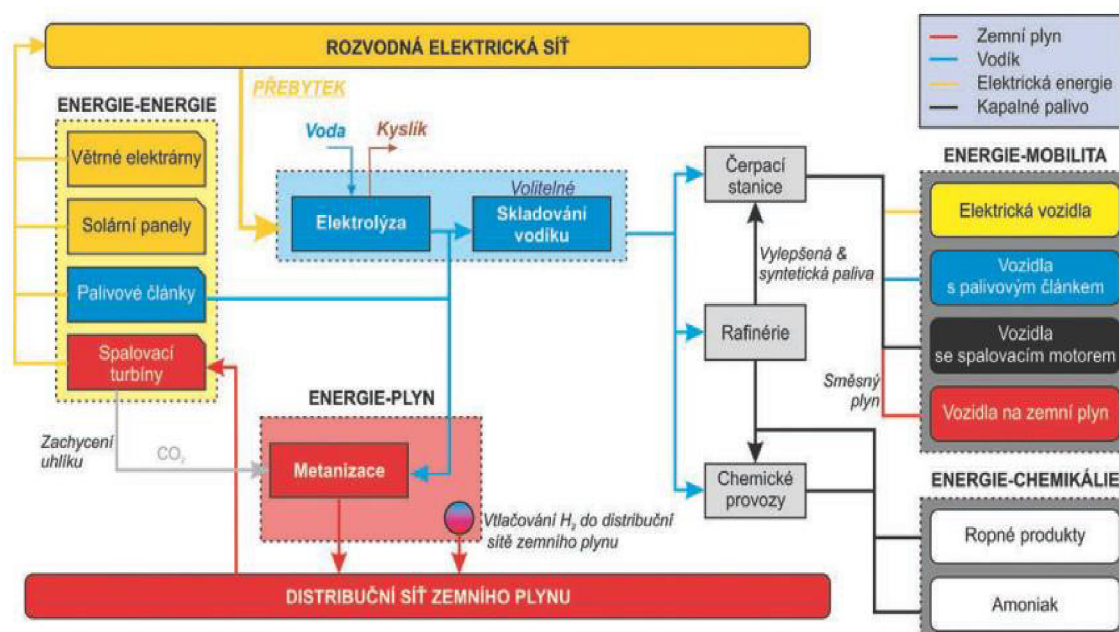 ROZVODNÁ ELEKTRICKÁ SÍŤ
Zemní plyn
Vodík
Elektrická energie
Kapalné palivo
PŘEBYTEK
ENERGIE-ENERGIE
Větrné elektrárny
Solární panely
Palivové články
Spalovací
turbíny
Voda
Kyslík
Volitelné
Elektrolýza
Skladování
vodíku
Čerpací
stanice
Vylepšená &
syntetická paliva
Rafinérie
Chemické
provozy
ENERGIE-MOBILITA
Elektrická vozidla
Vozidla
s palivovým článkem
Vozidla
se spalovacím motorem
Směsný
plyn
Vozidla na zemní plyn
ENERGIE-PLYN
Zachycení
uhlíku
CO₂
Metanizace
Vtlačování H₂ do distribuční
sítě zemního plynu
ENERGIE-CHEMIKÁLIE
Ropné produkty
Amoniak
DISTRIBUČNÍ SÍŤ ZEMNÍHO PLYNU